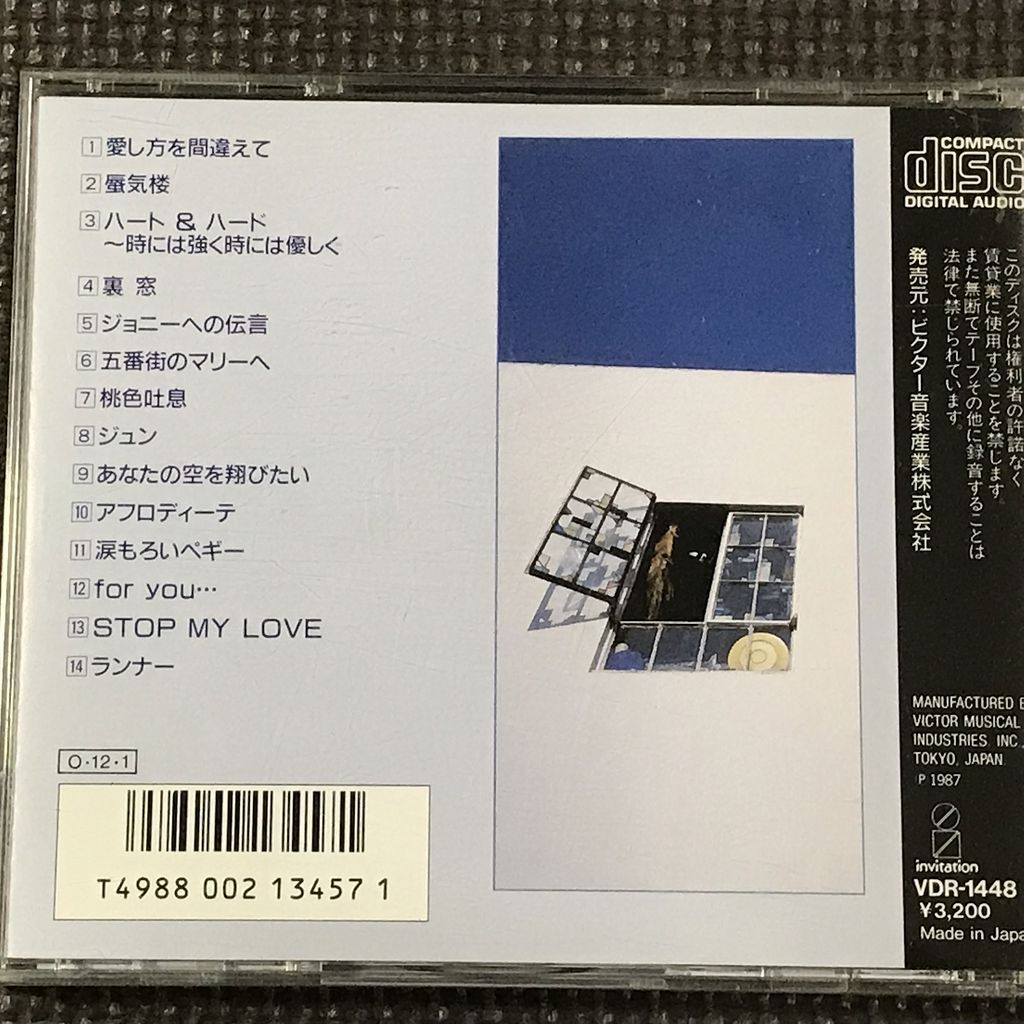 1 愛し方を間違えて
2 蜃気楼
3 ハート & ハード
～時には強く時には優しく
4 裏 窓
5 ジョニーへの伝言
6 五番街のマリーへ
7 桃色吐息
8 ジュン
9 あなたの空を翔びたい
10 アフロディーテ
11 涙もろいペギー
12 for you…
13 STOP MY LOVE
14 ランナー
O·12·1
T4988 002 13457 1
COMPACT
disc
DIGITAL AUDIO
このディスクは権利者の許諾なく
賃貸業に使用することを禁じます。
また無断でテープその他に録音することは
法律で禁じられています。
発売元：ビクター音楽産業株式会社
MANUFACTURED B
VICTOR MUSICAL
INDUSTRIES. INC.,
TOKYO, JAPAN.
P 1987
invitation
VDR-1448
¥3,200
Made in Japa